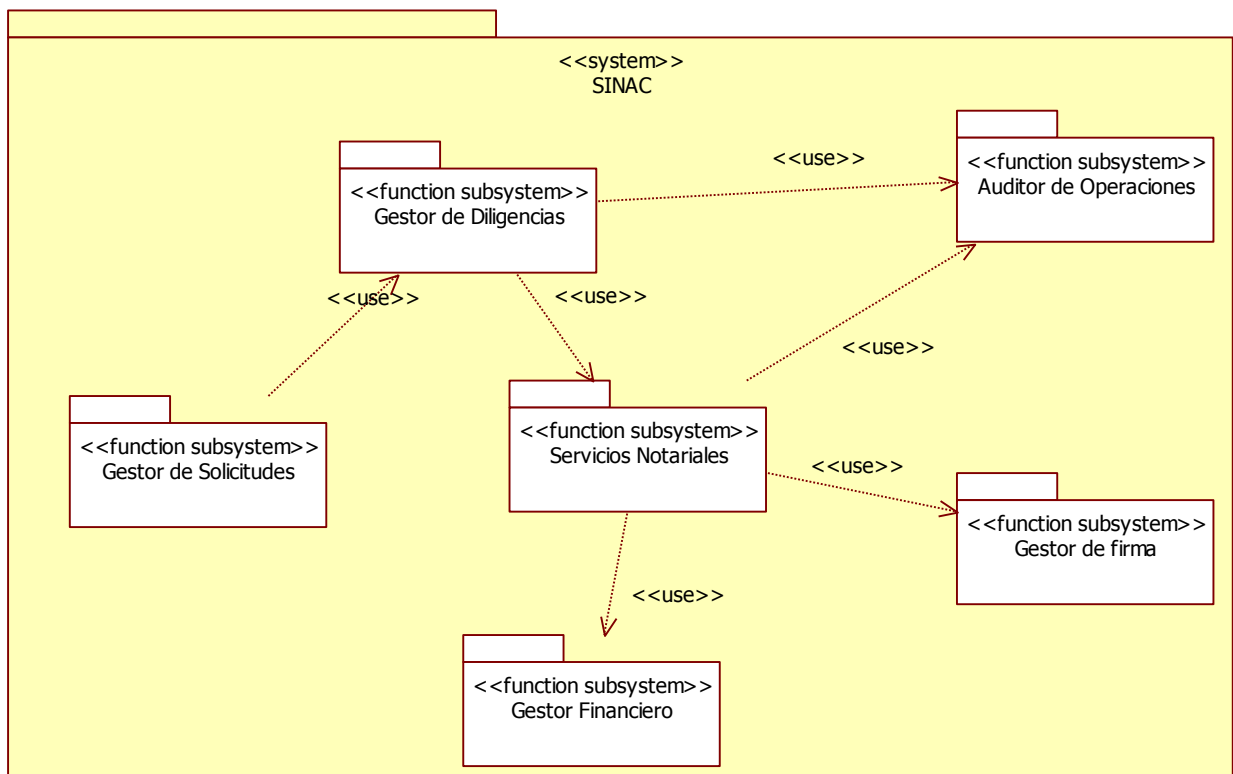 <<system>>
SINAC
<<use>>
<<function subsystem>>
Auditor de Operaciones
<<function subsystem>>
Gestor de Diligencias
<<use>>
<<use>>
<<use>>
<<function subsystem>>
Gestor de Solicitudes
<<function subsystem>>
Servicios Notariales
<<use>>
<<function subsystem>>
Gestor de firma
<<use>>
<<function subsystem>>
Gestor Financiero